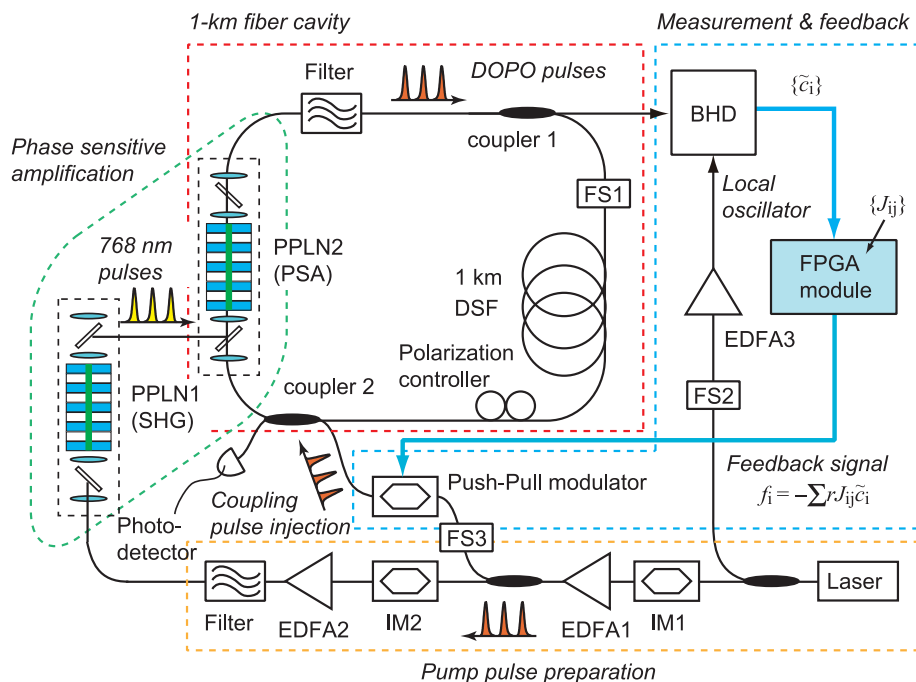 1-km fiber cavity
Measurement & feedback
Filter
DOPO pulses
{c̃i}
BHD
coupler 1
Phase sensitive
amplification
FS1
Local
oscillator
{Jij}
768 nm
pulses
PPLN2
(PSA)
FPGA
module
1 km
DSF
EDFA3
Polarization
controller
PPLN1
(SHG)
coupler 2
FS2
Push-Pull modulator
Feedback signal
fi = −∑rJijc̃i
Coupling
pulse injection
Photo-
detector
FS3
Laser
Filter
EDFA2
IM2
EDFA1
IM1
Pump pulse preparation